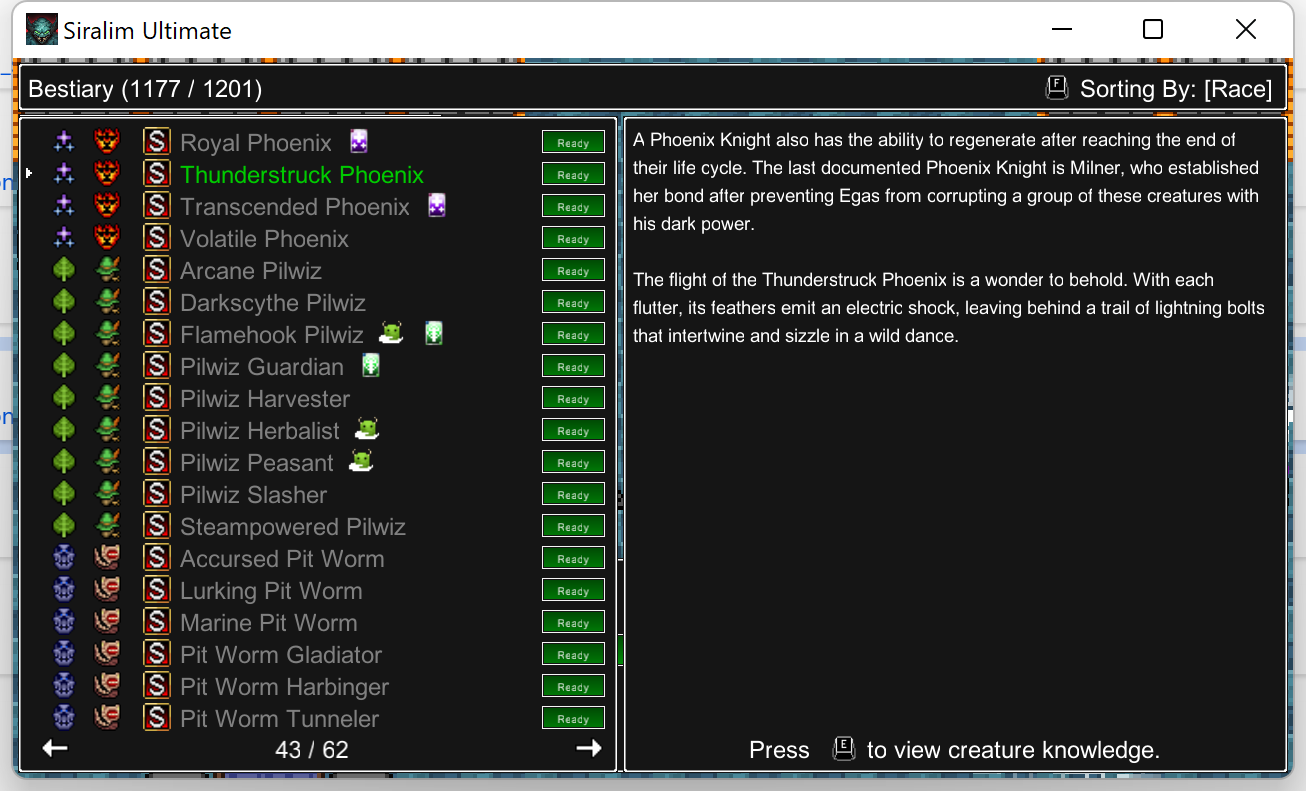 Siralim Ultimate
Bestiary (1177 / 1201)
F Sorting By: [Race]
S Royal Phoenix Ready
S Thunderstruck Phoenix Ready
S Transcended Phoenix Ready
S Volatile Phoenix Ready
S Arcane Pilwiz Ready
S Darkscythe Pilwiz Ready
S Flamehook Pilwiz Ready
S Pilwiz Guardian Ready
S Pilwiz Harvester Ready
S Pilwiz Herbalist Ready
S Pilwiz Peasant Ready
S Pilwiz Slasher Ready
S Steampowered Pilwiz Ready
S Accursed Pit Worm Ready
S Lurking Pit Worm Ready
S Marine Pit Worm Ready
S Pit Worm Gladiator Ready
S Pit Worm Harbinger Ready
S Pit Worm Tunneler Ready
43 / 62
A Phoenix Knight also has the ability to regenerate after reaching the end of
their life cycle. The last documented Phoenix Knight is Milner, who established
her bond after preventing Egas from corrupting a group of these creatures with
his dark power.
The flight of the Thunderstruck Phoenix is a wonder to behold. With each
flutter, its feathers emit an electric shock, leaving behind a trail of lightning bolts
that intertwine and sizzle in a wild dance.
Press E to view creature knowledge.